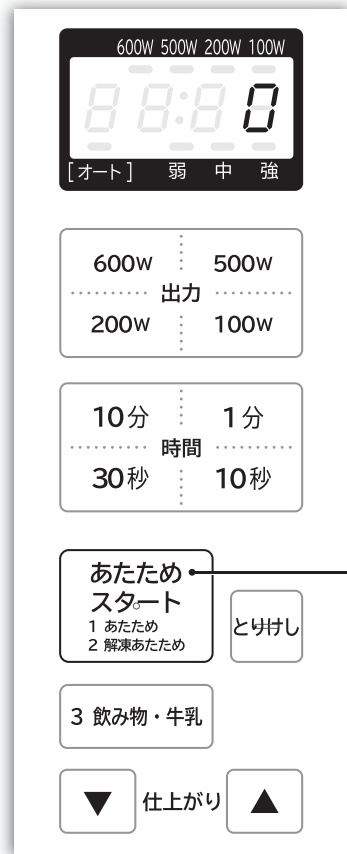 600W 500W 200W 100W
0
[オート] 弱 中 強
600W 500W
出力
200W 100W
10分 1分
時間
30秒 10秒
あたため
スタート
1 あたため
2 解凍あたため
とりけし
3 飲み物・牛乳
▼ 仕上がり ▲